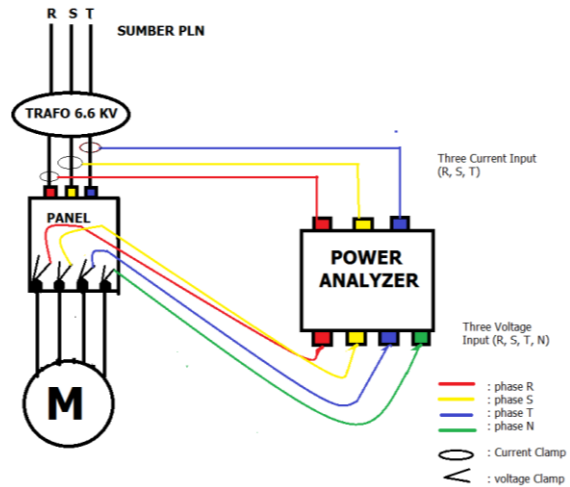 R S T
SUMBER PLN
TRAFO 6.6 KV
Three Current Input
(R, S, T)
PANEL
POWER
ANALYZER
Three Voltage
Input (R, S, T, N)
M
: phase R
: phase S
: phase T
: phase N
: Current Clamp
: voltage Clamp